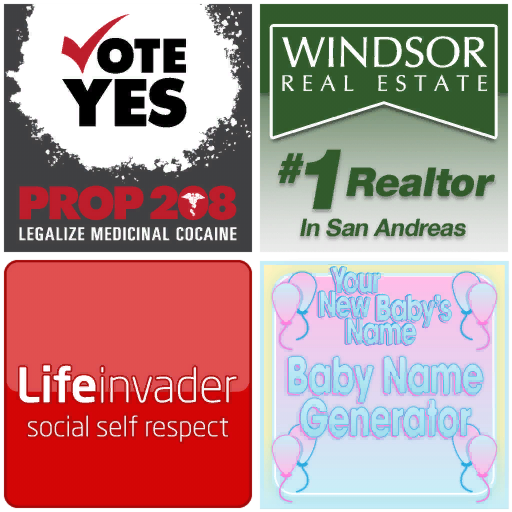 VOTE
YES
PROP 208
LEGALIZE MEDICINAL COCAINE
WINDSOR
REAL ESTATE
#1 Realtor
In San Andreas
Lifeinvader
social self respect
Your
New Baby's
Name
Baby Name
Generator